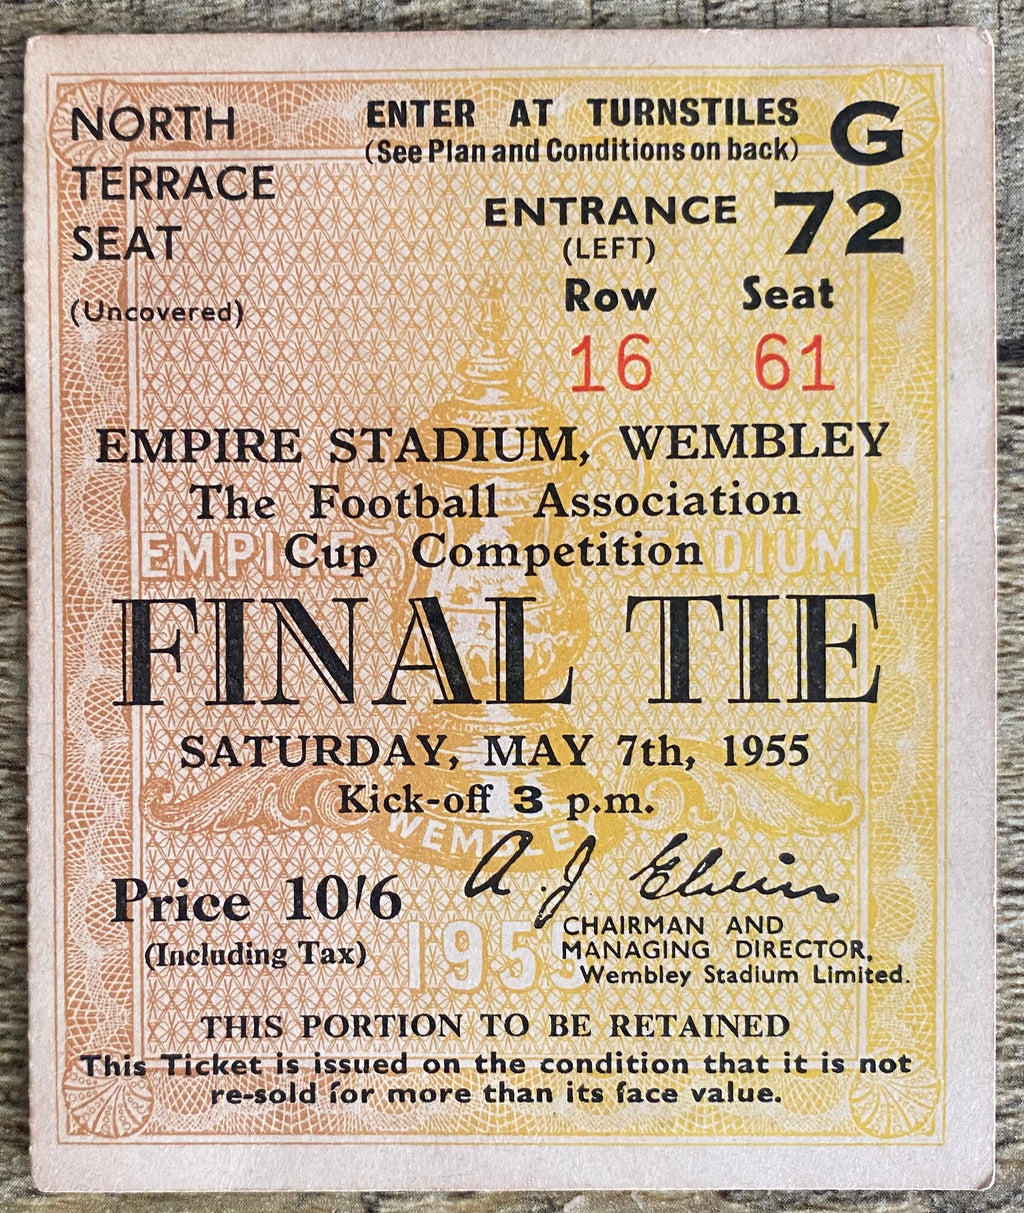 NORTH
TERRACE
SEAT
(Uncovered)
ENTER AT TURNSTILES G
(See Plan and Conditions on back)
ENTRANCE 72
(LEFT)
Row Seat
16 61
EMPIRE STADIUM, WEMBLEY
The Football Association
Cup Competition
FINAL TIE
SATURDAY, MAY 7th, 1955
Kick-off 3 p.m.
WEMBLEY
A. J. Elvin
Price 10/6
(Including Tax)
CHAIRMAN AND
MANAGING DIRECTOR,
Wembley Stadium Limited.
1955
THIS PORTION TO BE RETAINED
This Ticket is issued on the condition that it is not
re-sold for more than its face value.